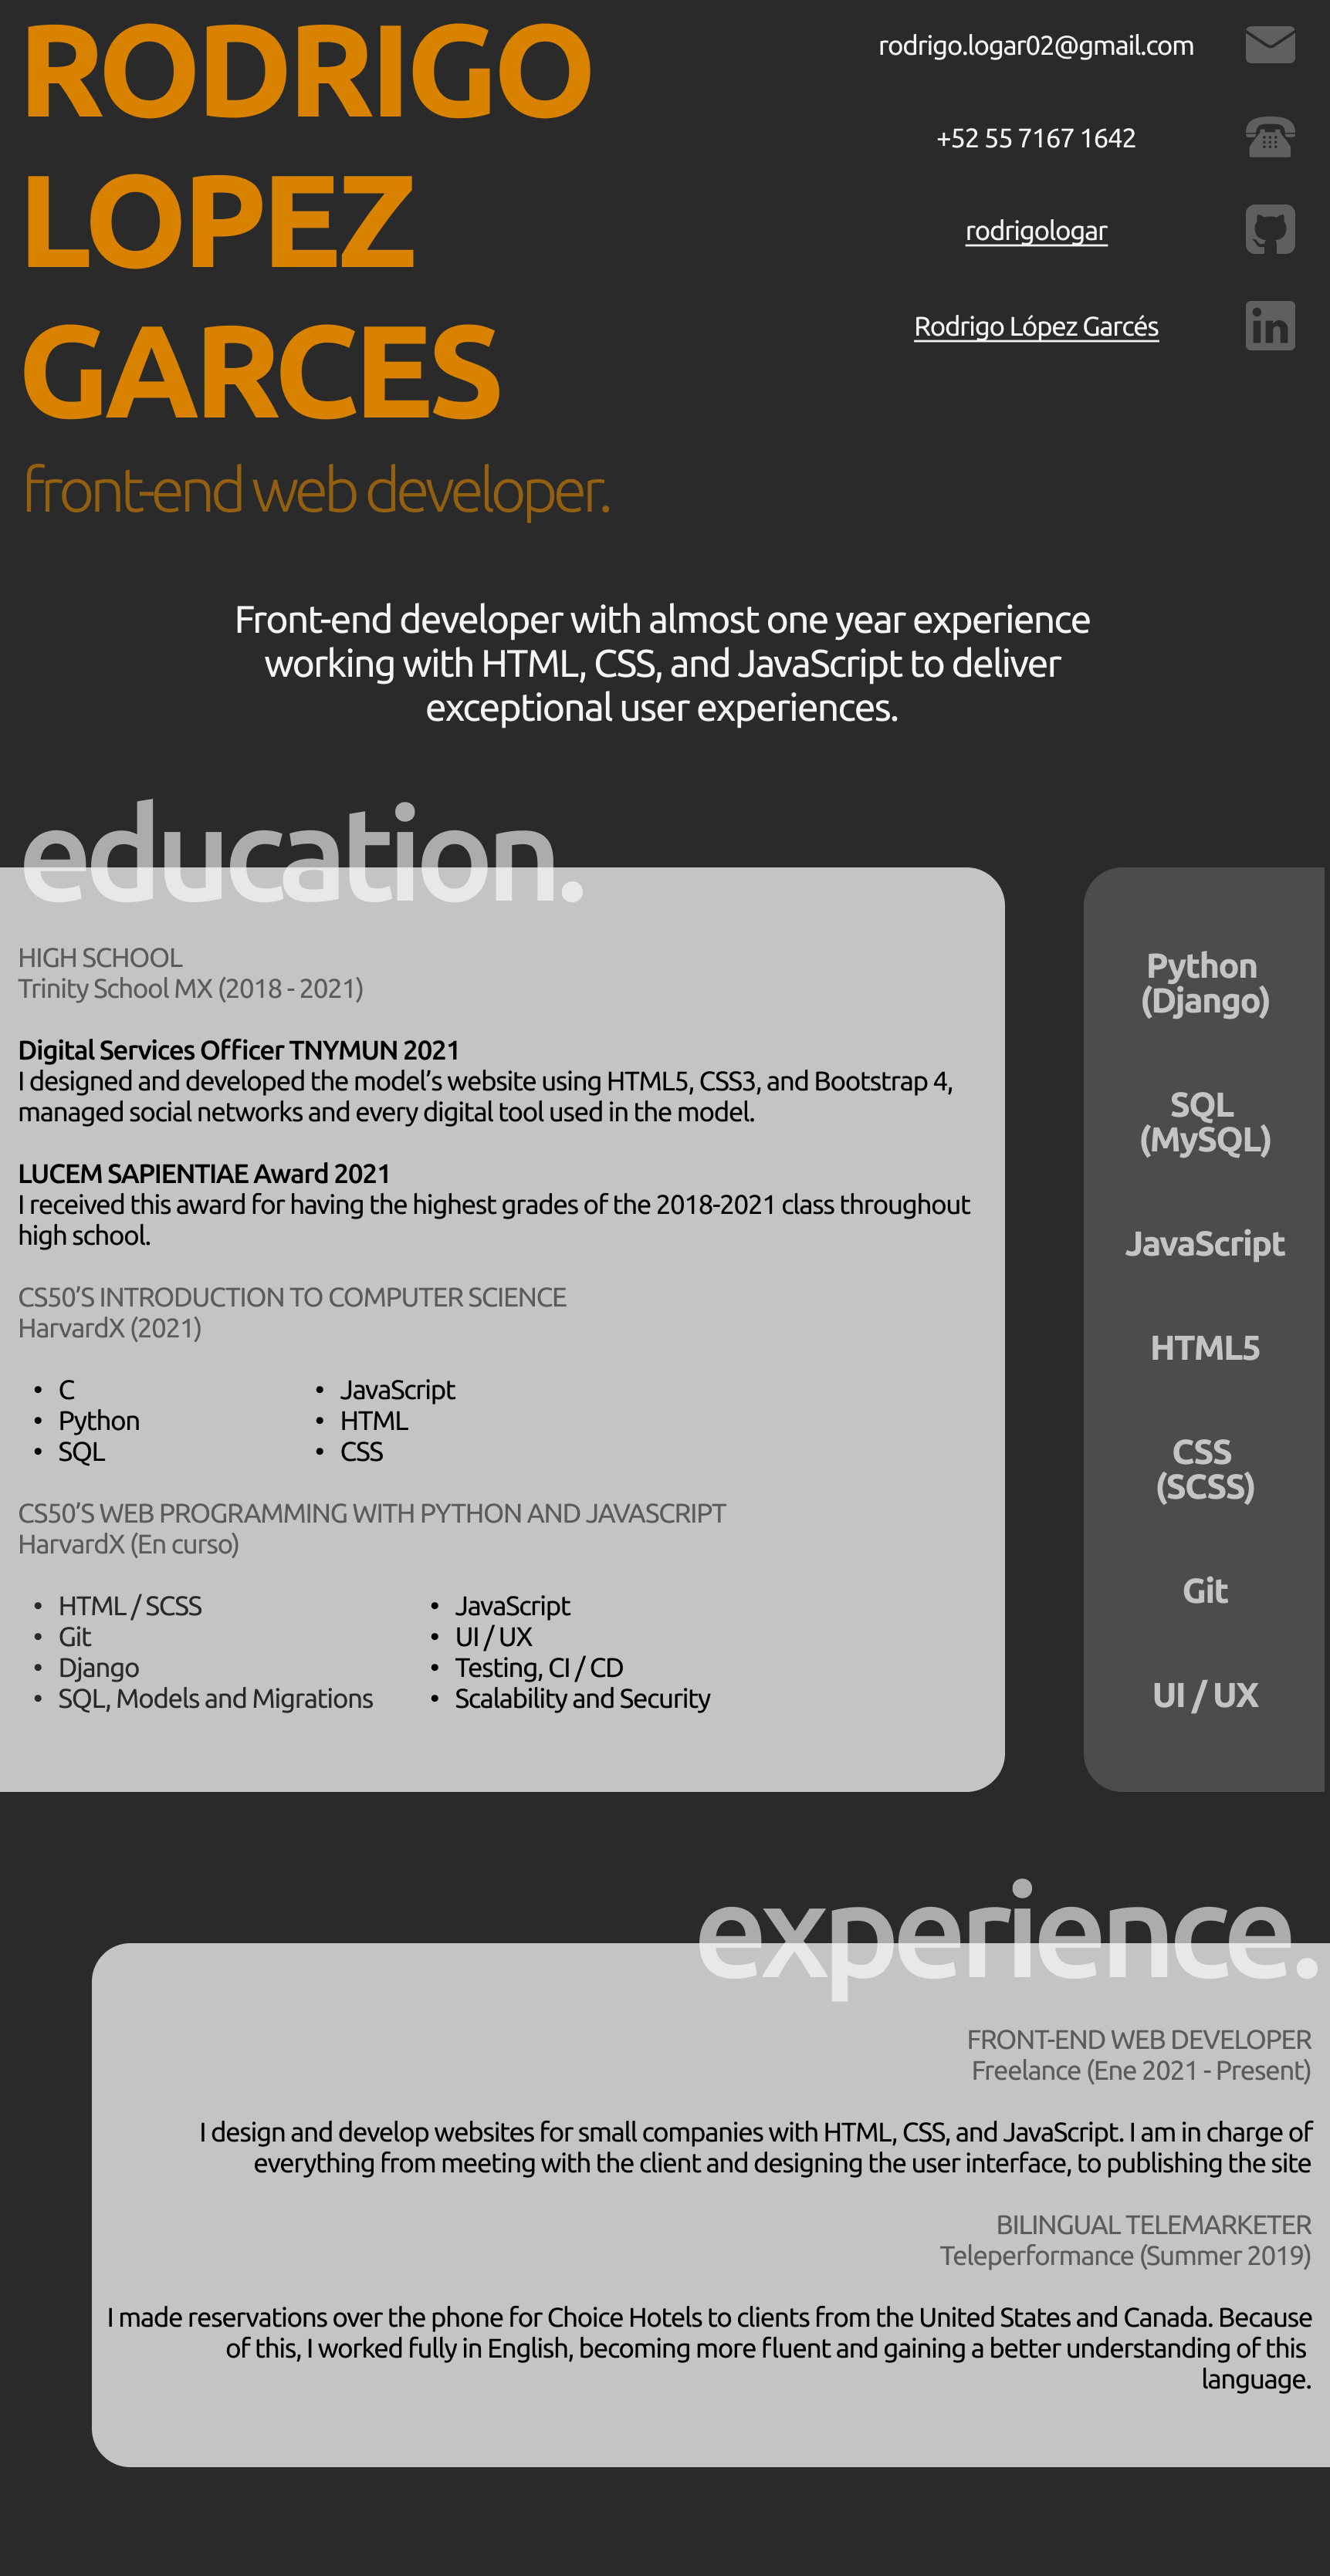 RODRIGO
LOPEZ
GARCES
front-end web developer.
rodrigo.logar02@gmail.com
+52 55 7167 1642
rodrigologar
Rodrigo López Garcés
Front-end developer with almost one year experience
working with HTML, CSS, and JavaScript to deliver
exceptional user experiences.
education.
HIGH SCHOOL
Trinity School MX (2018 - 2021)
Digital Services Officer TNYMUN 2021
I designed and developed the model’s website using HTML5, CSS3, and Bootstrap 4,
managed social networks and every digital tool used in the model.
LUCEM SAPIENTIAE Award 2021
I received this award for having the highest grades of the 2018-2021 class throughout
high school.
CS50’S INTRODUCTION TO COMPUTER SCIENCE
HarvardX (2021)
• C
• Python
• SQL
• JavaScript
• HTML
• CSS
CS50’S WEB PROGRAMMING WITH PYTHON AND JAVASCRIPT
HarvardX (En curso)
• HTML / SCSS
• Git
• Django
• SQL, Models and Migrations
• JavaScript
• UI / UX
• Testing, CI / CD
• Scalability and Security
Python
(Django)
SQL
(MySQL)
JavaScript
HTML5
CSS
(SCSS)
Git
UI / UX
experience.
FRONT-END WEB DEVELOPER
Freelance (Ene 2021 - Present)
I design and develop websites for small companies with HTML, CSS, and JavaScript. I am in charge of
everything from meeting with the client and designing the user interface, to publishing the site
BILINGUAL TELEMARKETER
Teleperformance (Summer 2019)
I made reservations over the phone for Choice Hotels to clients from the United States and Canada. Because
of this, I worked fully in English, becoming more fluent and gaining a better understanding of this
language.